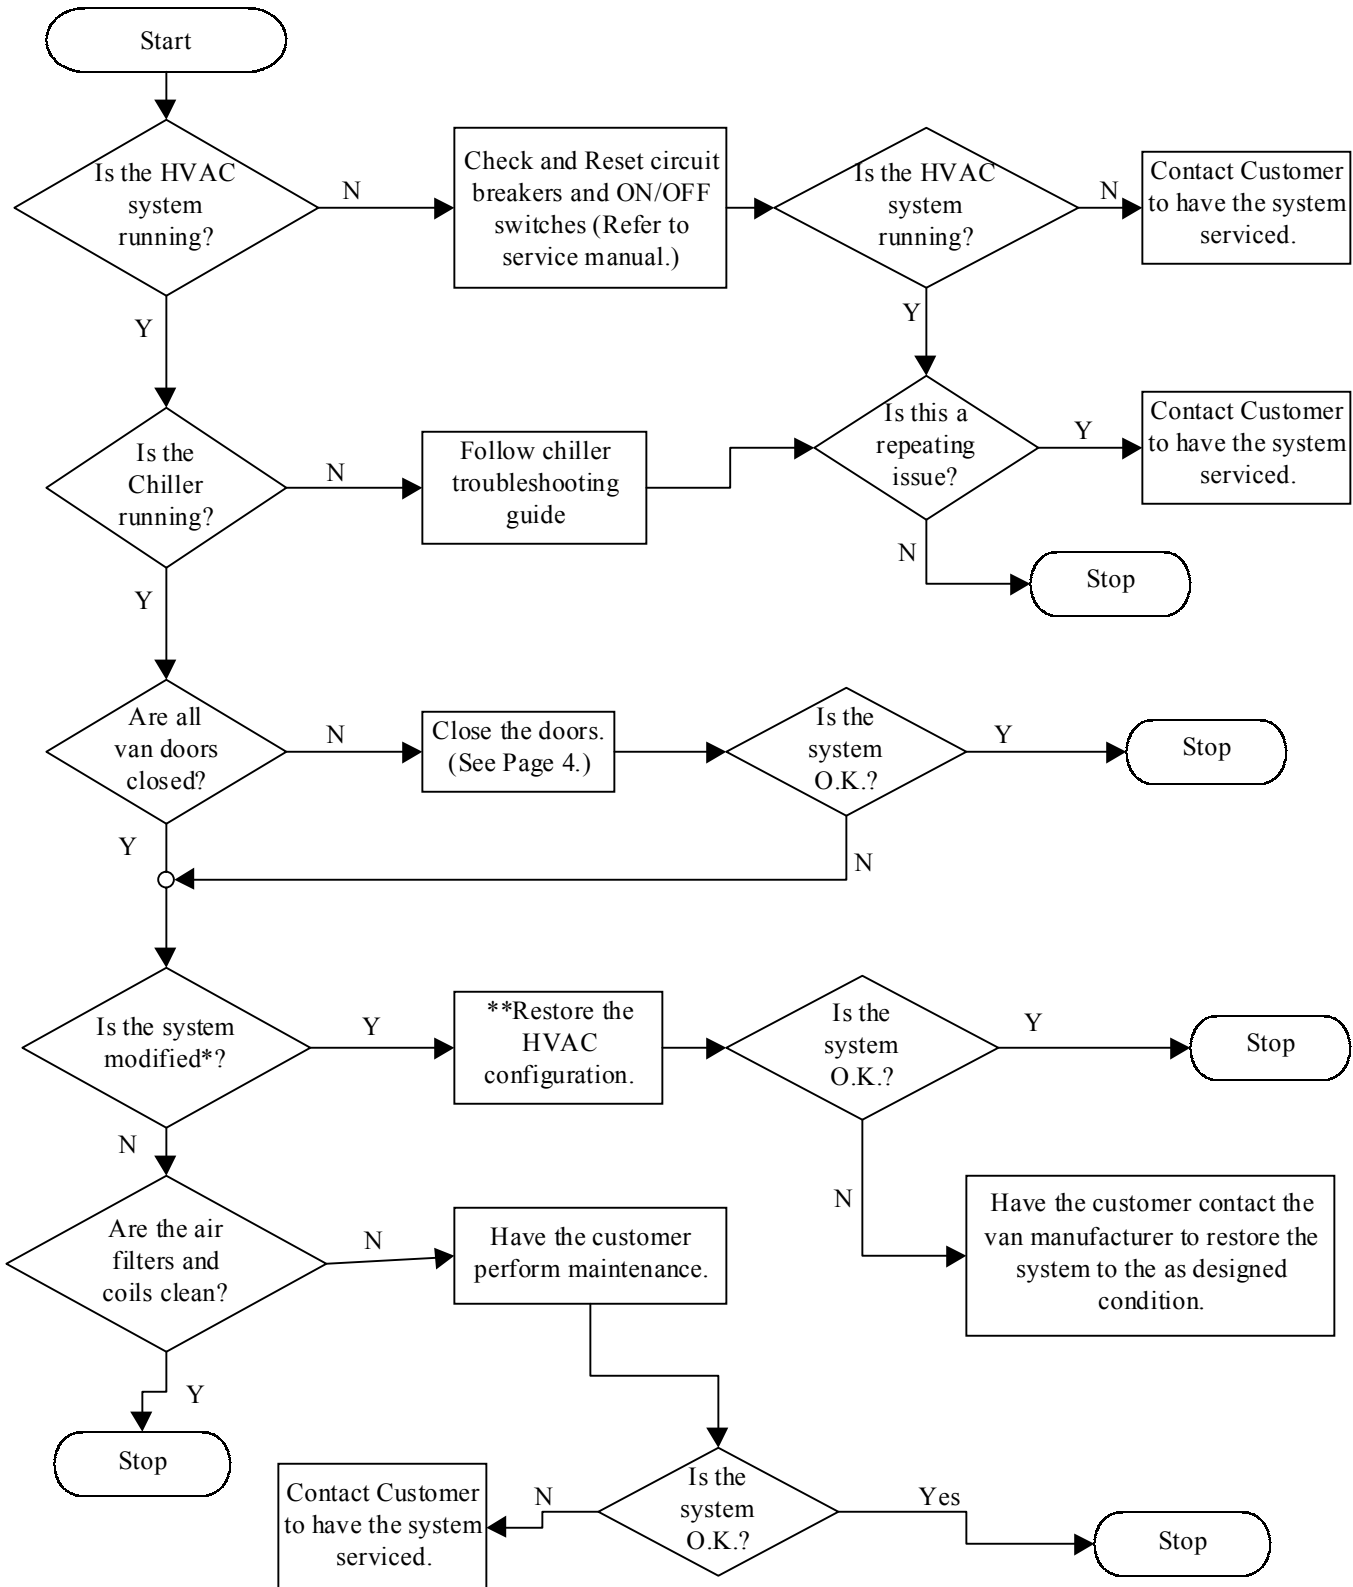 Start
Is the HVAC
system
running?
N
Check and Reset circuit
breakers and ON/OFF
switches (Refer to
service manual.)
Is the HVAC
system
running?
N
Contact Customer
to have the system
serviced.
Y
Y
Is the
Chiller
running?
N
Follow chiller
troubleshooting
guide
Is this a
repeating
issue?
Y
Contact Customer
to have the system
serviced.
N
Stop
Y
Are all
van doors
closed?
N
Close the doors.
(See Page 4.)
Is the
system
O.K.?
Y
Stop
Y
N
Is the system
modified*?
Y
**Restore the
HVAC
configuration.
Is the
system
O.K.?
Y
Stop
N
N
Have the customer contact the
van manufacturer to restore the
system to the as designed
condition.
Are the air
filters and
coils clean?
N
Have the customer
perform maintenance.
Y
Stop
Is the
system
O.K.?
N
Contact Customer
to have the system
serviced.
Yes
Stop